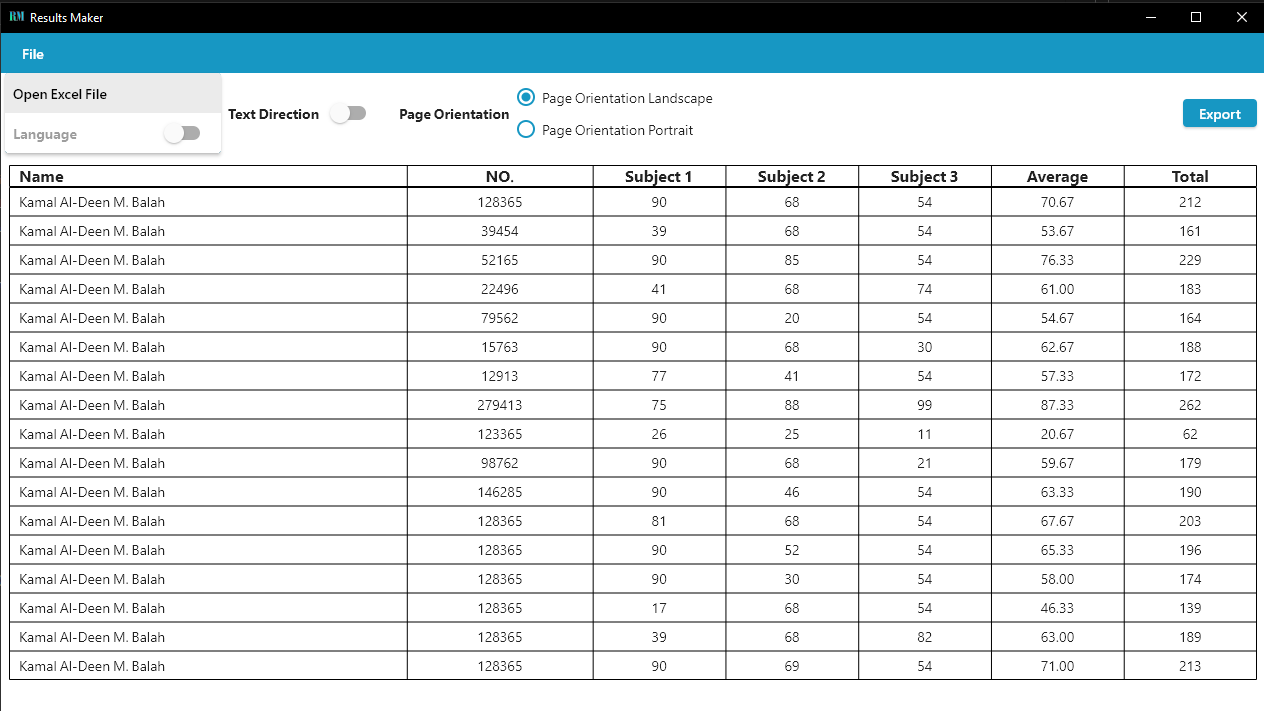 RM Results Maker
File
Open Excel File
Language
Text Direction
Page Orientation
Page Orientation Landscape
Page Orientation Portrait
Export
Name NO. Subject 1 Subject 2 Subject 3 Average Total
Kamal Al-Deen M. Balah 128365 90 68 54 70.67 212
Kamal Al-Deen M. Balah 39454 39 68 54 53.67 161
Kamal Al-Deen M. Balah 52165 90 85 54 76.33 229
Kamal Al-Deen M. Balah 22496 41 68 74 61.00 183
Kamal Al-Deen M. Balah 79562 90 20 54 54.67 164
Kamal Al-Deen M. Balah 15763 90 68 30 62.67 188
Kamal Al-Deen M. Balah 12913 77 41 54 57.33 172
Kamal Al-Deen M. Balah 279413 75 88 99 87.33 262
Kamal Al-Deen M. Balah 123365 26 25 11 20.67 62
Kamal Al-Deen M. Balah 98762 90 68 21 59.67 179
Kamal Al-Deen M. Balah 146285 90 46 54 63.33 190
Kamal Al-Deen M. Balah 128365 81 68 54 67.67 203
Kamal Al-Deen M. Balah 128365 90 52 54 65.33 196
Kamal Al-Deen M. Balah 128365 90 30 54 58.00 174
Kamal Al-Deen M. Balah 128365 17 68 54 46.33 139
Kamal Al-Deen M. Balah 128365 39 68 82 63.00 189
Kamal Al-Deen M. Balah 128365 90 69 54 71.00 213